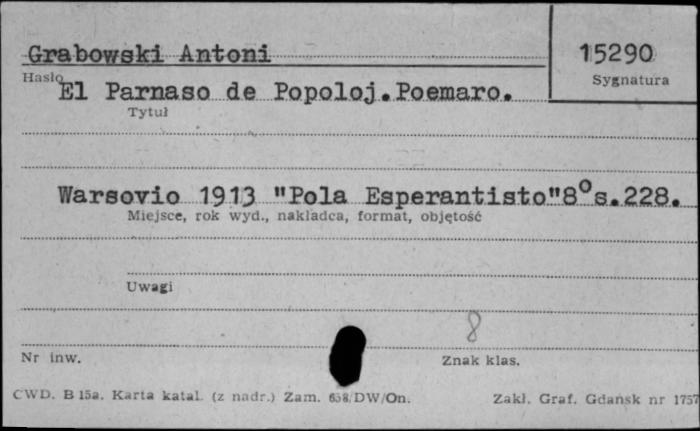 Grabowski Antoni
15290
Hasło
Sygnatura
El Parnaso de Popoloj.Poemaro.
Tytuł
Warsovio 1913 "Pola Esperantisto"8°s.228.
Miejsce, rok wyd., nakładca, format, objętość
Uwagi
8
Nr inw.
Znak klas.
CWD. B 15a. Karta katal. (z nadr.) Zam. 638/DW/On.
Zakł. Graf. Gdańsk nr 1757